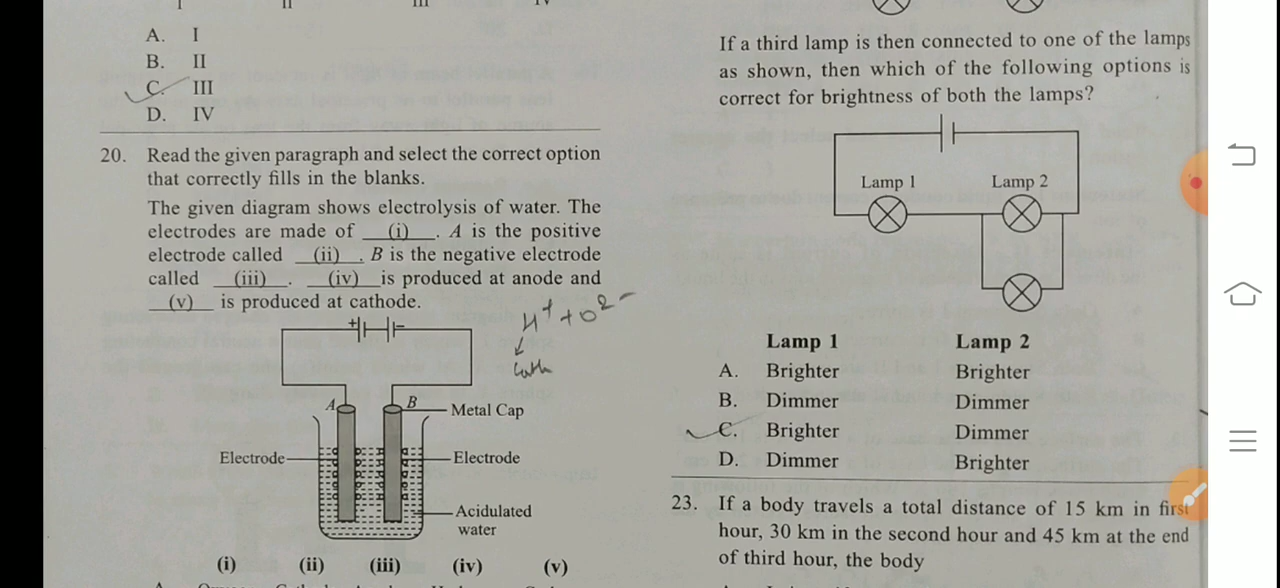 I II III IV
A. I
B. II
C. III
D. IV
20. Read the given paragraph and select the correct option
that correctly fills in the blanks.
The given diagram shows electrolysis of water. The
electrodes are made of (i) . A is the positive
electrode called (ii) . B is the negative electrode
called (iii) . (iv) is produced at anode and
(v) is produced at cathode.
H+ + O2-
Cath
+ -
A B
Metal Cap
Electrode Electrode
Acidulated
water
(i) (ii) (iii) (iv) (v)
If a third lamp is then connected to one of the lamps
as shown, then which of the following options is
correct for brightness of both the lamps?
Lamp 1 Lamp 2
Lamp 1 Lamp 2
A. Brighter Brighter
B. Dimmer Dimmer
C. Brighter Dimmer
D. Dimmer Brighter
23. If a body travels a total distance of 15 km in first
hour, 30 km in the second hour and 45 km at the end
of third hour, the body